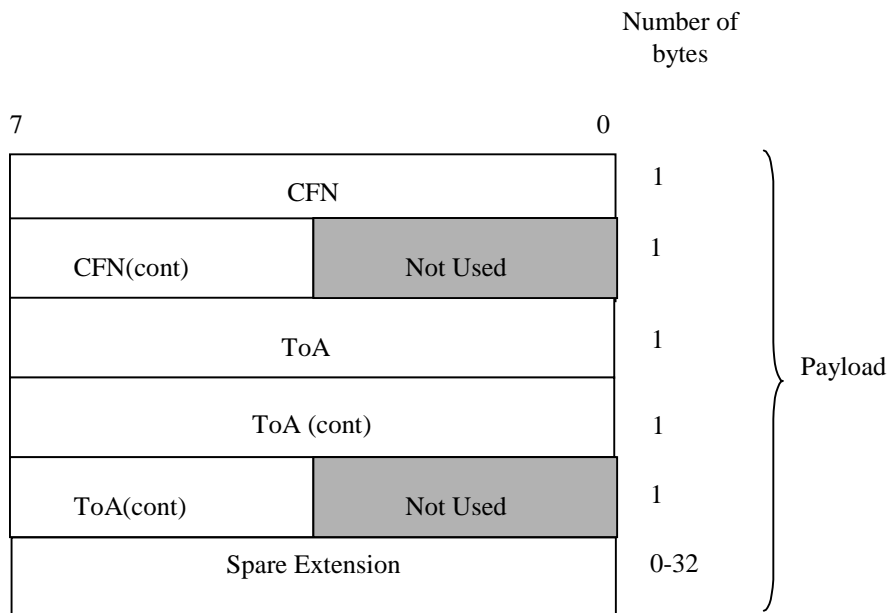 Number of
bytes
7 0
CFN 1
CFN(cont) Not Used 1
ToA 1
Payload
ToA (cont) 1
ToA(cont) Not Used 1
Spare Extension 0-32